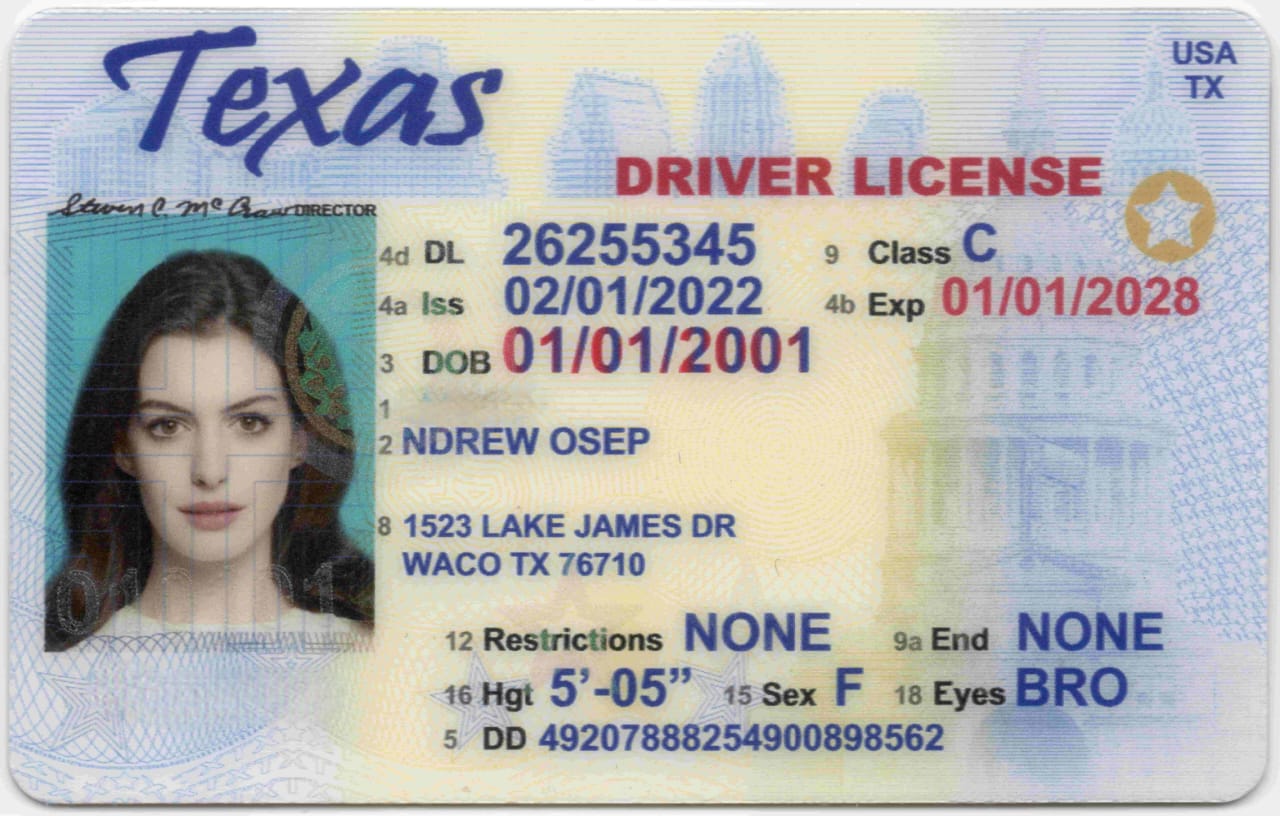 Texas
USA
TX
DRIVER LICENSE
Steven C. McCraw DIRECTOR
4d DL 26255345 9 Class C
4a Iss 02/01/2022 4b Exp 01/01/2028
3 DOB 01/01/2001
1
2 NDREW OSEP
8 1523 LAKE JAMES DR
WACO TX 76710
12 Restrictions NONE 9a End NONE
16 Hgt 5’-05” 15 Sex F 18 Eyes BRO
5 DD 49207888254900898562